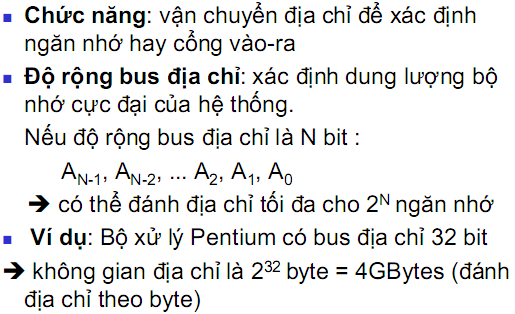 ▪ Chức năng: vận chuyển địa chỉ để xác định
ngăn nhớ hay cổng vào-ra
▪ Độ rộng bus địa chỉ: xác định dung lượng bộ
nhớ cực đại của hệ thống.
Nếu độ rộng bus địa chỉ là N bit :
A_{N-1}, A_{N-2}, ... A_2, A_1, A_0
➔ có thể đánh địa chỉ tối đa cho 2^N ngăn nhớ
▪ Ví dụ: Bộ xử lý Pentium có bus địa chỉ 32 bit
➔ không gian địa chỉ là 2^{32} byte = 4GBytes (đánh
địa chỉ theo byte)